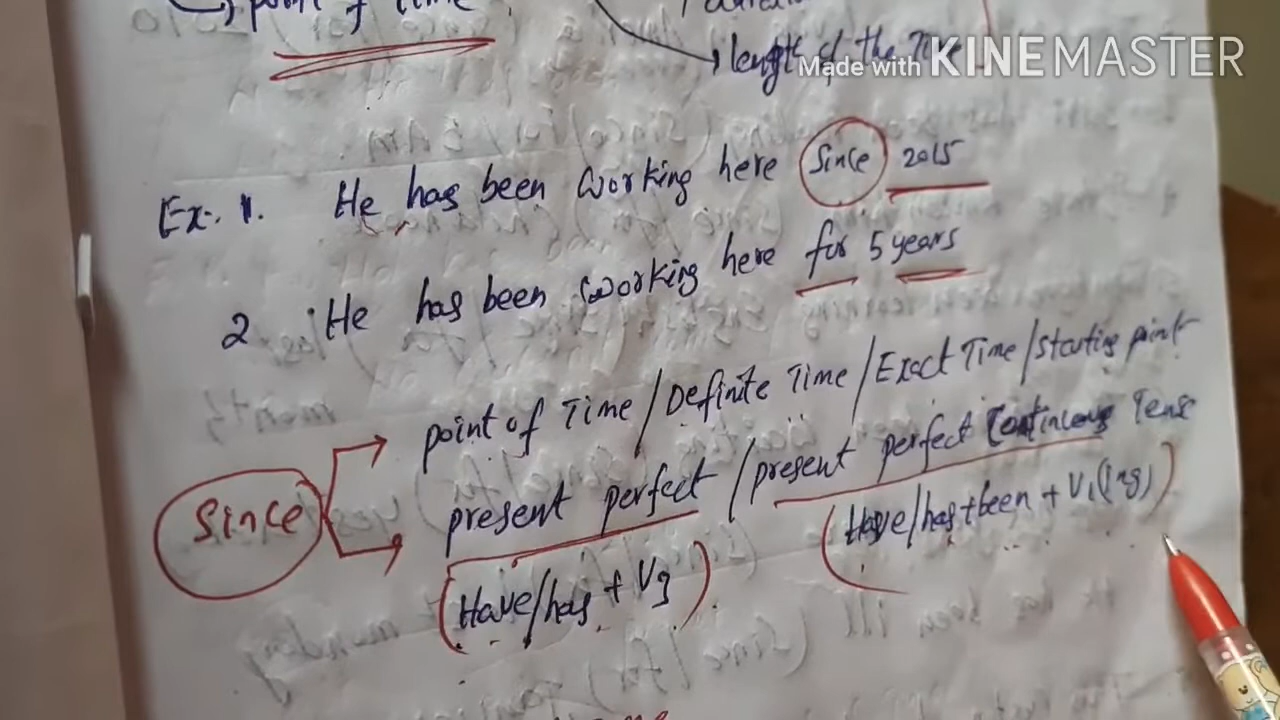 point of Time
length of the Time
Made with KINEMASTER
Ex. 1. He has been working here since 2015
2 He has been working here for 5 years
point of Time / Definite Time / Exact Time / starting point
Since
present perfect / present perfect Continuous Tense
(Have/has + V3) (Have/has+been + V1(ing))